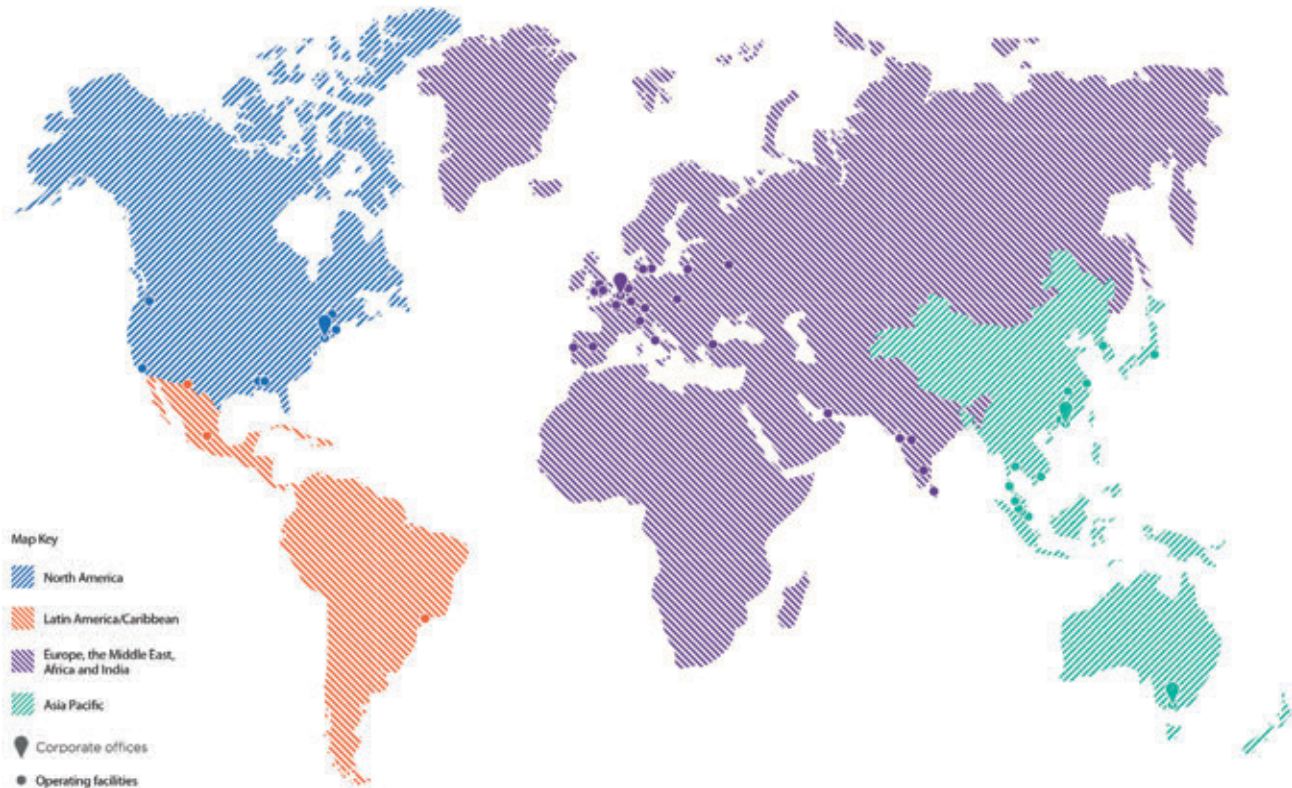 Map Key
North America
Latin America/Caribbean
Europe, the Middle East,
Africa and India
Asia Pacific
Corporate offices
Operating facilities